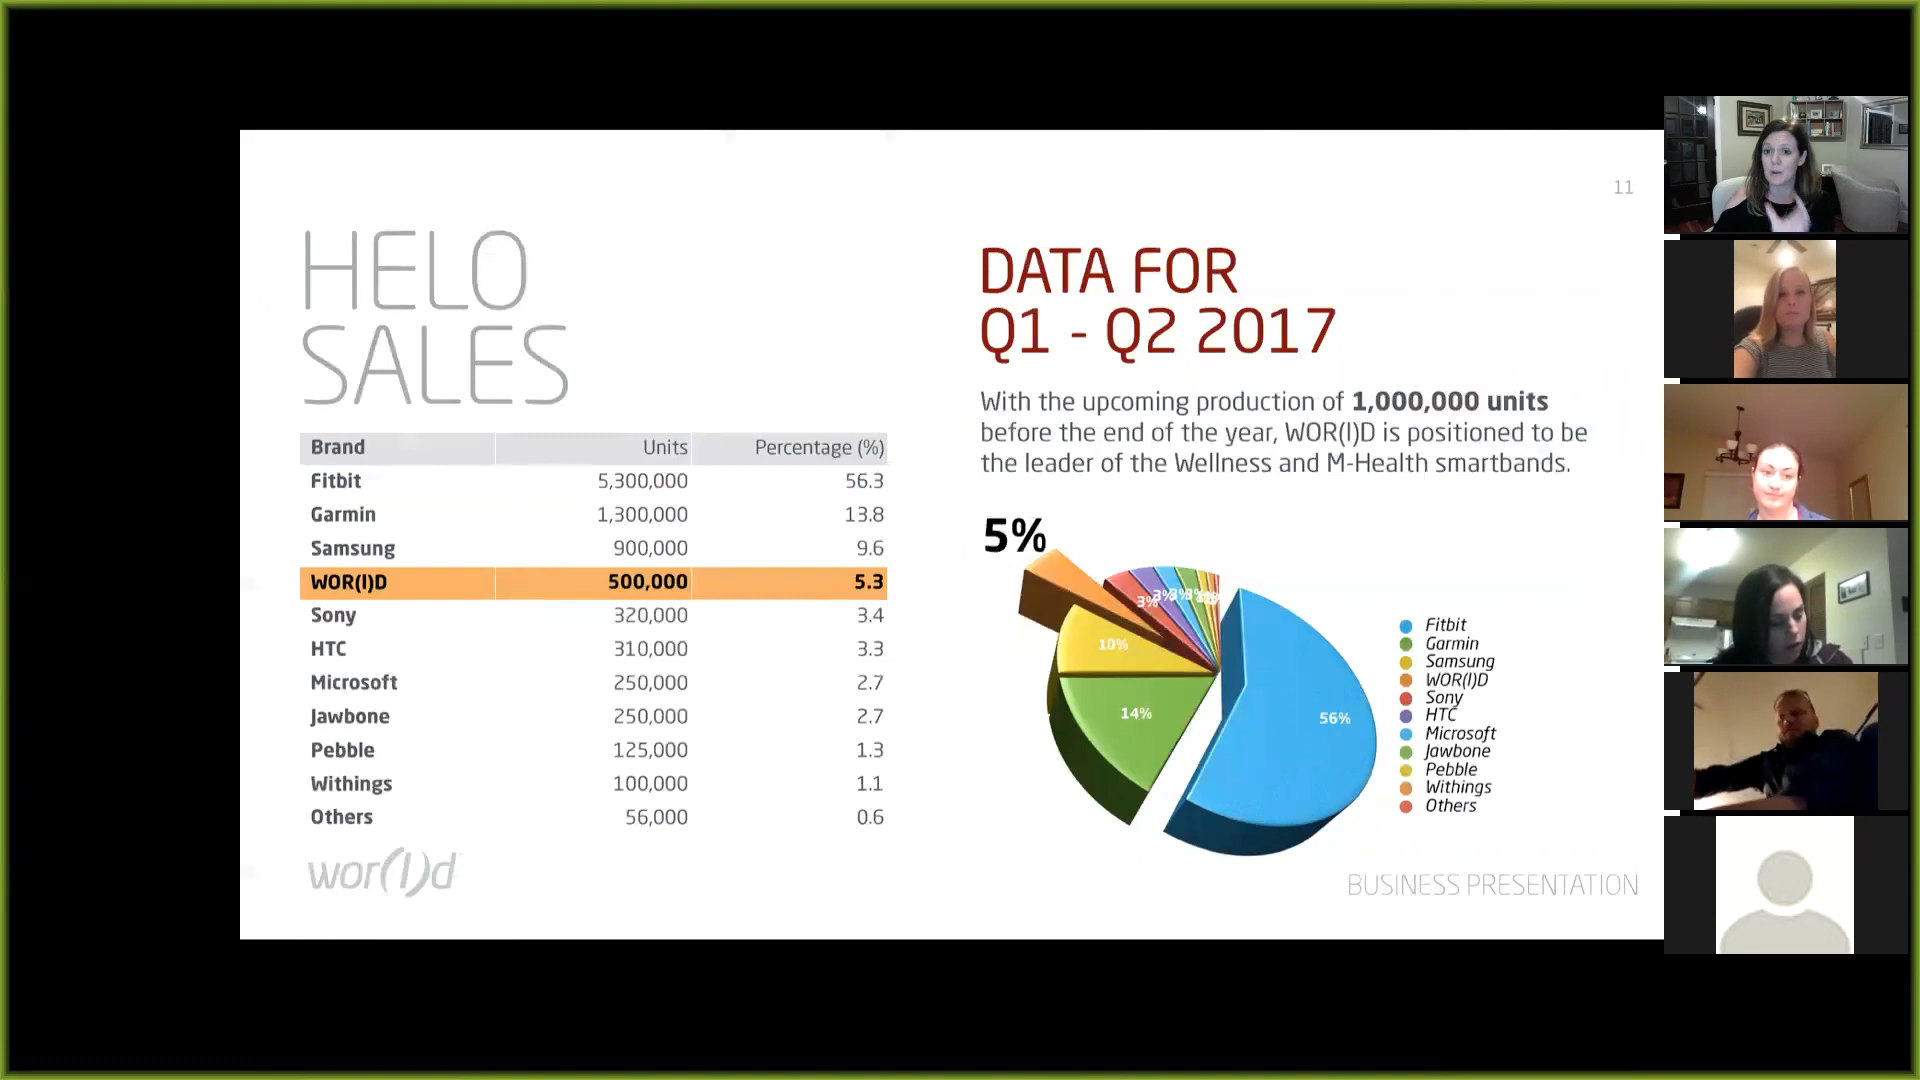 11
HELO
SALES
Brand Units Percentage (%)
Fitbit 5,300,000 56.3
Garmin 1,300,000 13.8
Samsung 900,000 9.6
WOR(l)D 500,000 5.3
Sony 320,000 3.4
HTC 310,000 3.3
Microsoft 250,000 2.7
Jawbone 250,000 2.7
Pebble 125,000 1.3
Withings 100,000 1.1
Others 56,000 0.6
wor(l)d
DATA FOR
Q1 - Q2 2017
With the upcoming production of 1,000,000 units
before the end of the year, WOR(l)D is positioned to be
the leader of the Wellness and M-Health smartbands.
5%
3% 3% 3% 3%
10%
14%
56%
Fitbit
Garmin
Samsung
WOR(l)D
Sony
HTC
Microsoft
Jawbone
Pebble
Withings
Others
BUSINESS PRESENTATION